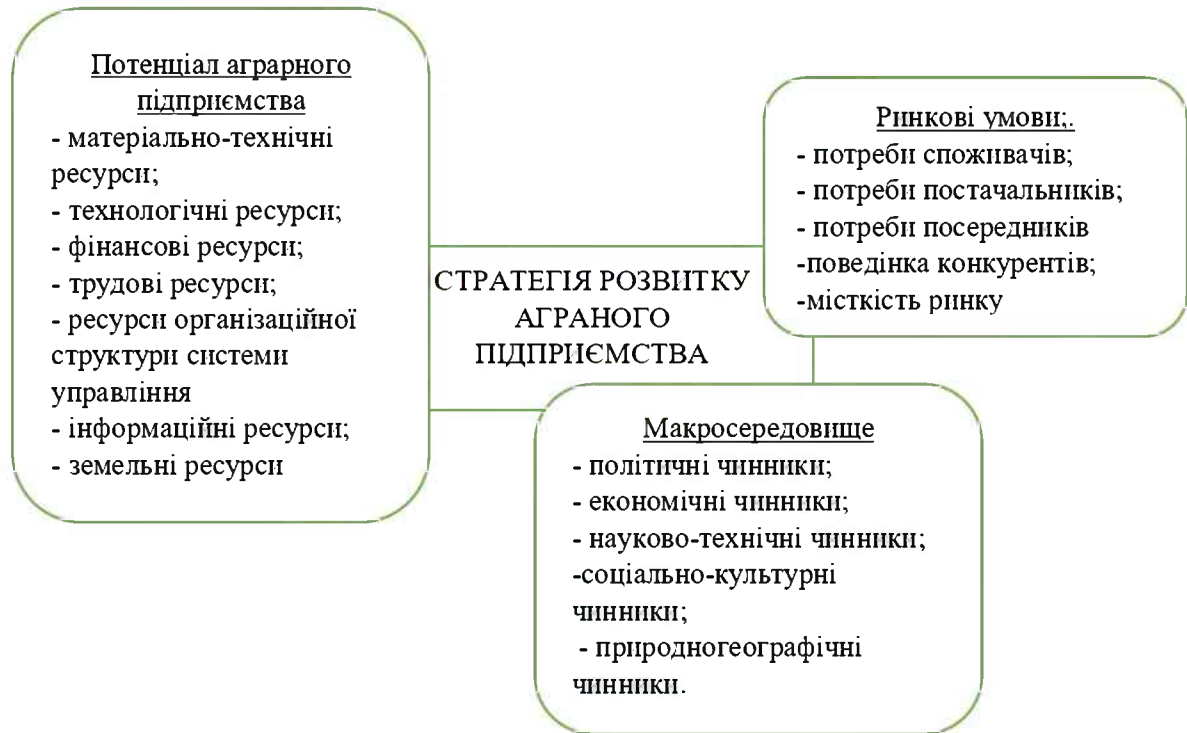 Потенціал аграрного
підприємства
- матеріально-технічні
ресурси;
- технологічні ресурси;
- фінансові ресурси;
- трудові ресурси;
- ресурси організаційної
структури системи
управління
- інформаційні ресурси;
- земельні ресурси
СТРАТЕГІЯ РОЗВИТКУ
АГРАНОГО
ПІДПРИЄМСТВА
Ринкові умови;.
- потреби споживачів;
- потреби постачальників;
- потреби посередників
-поведінка конкурентів;
-місткість ринку
Макросередовище
- політичні чинники;
- економічні чинники;
- науково-технічні чинники;
-соціально-культурні
чинники;
- природногеографічні
чинники.